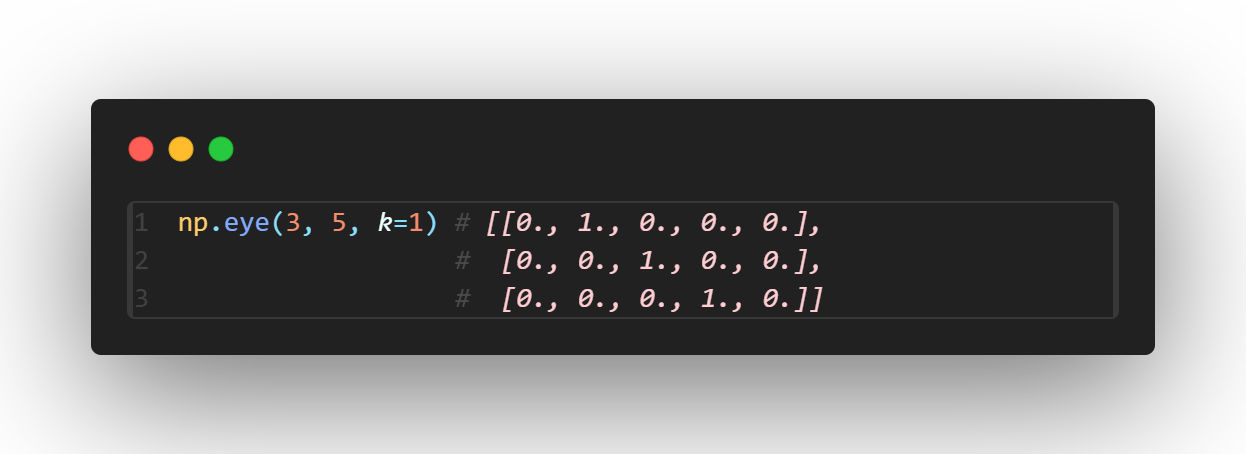 1 np.eye(3, 5, k=1) # [[0., 1., 0., 0., 0.],
2 # [0., 0., 1., 0., 0.],
3 # [0., 0., 0., 1., 0.]]